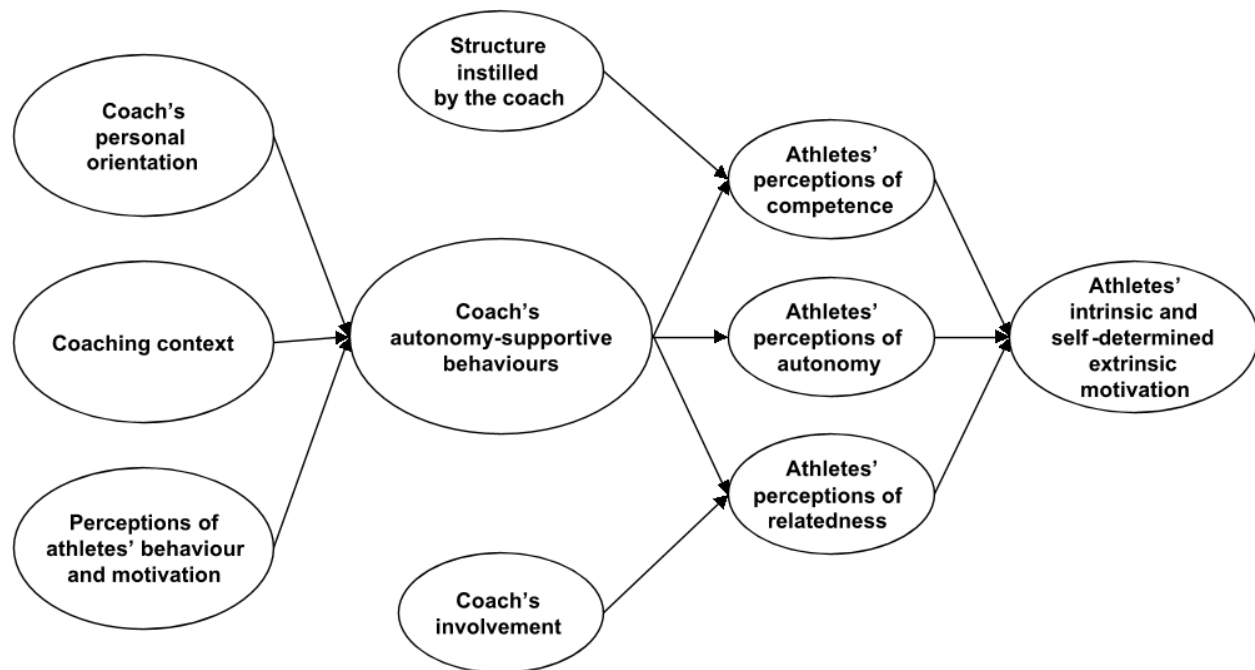 Coach's
personal
orientation
Coaching context
Perceptions of
athletes' behaviour
and motivation
Structure
instilled
by the coach
Coach's
autonomy-supportive
behaviours
Coach's
involvement
Athletes'
perceptions of
competence
Athletes'
perceptions of
autonomy
Athletes'
perceptions of
relatedness
Athletes'
intrinsic and
self-determined
extrinsic
motivation